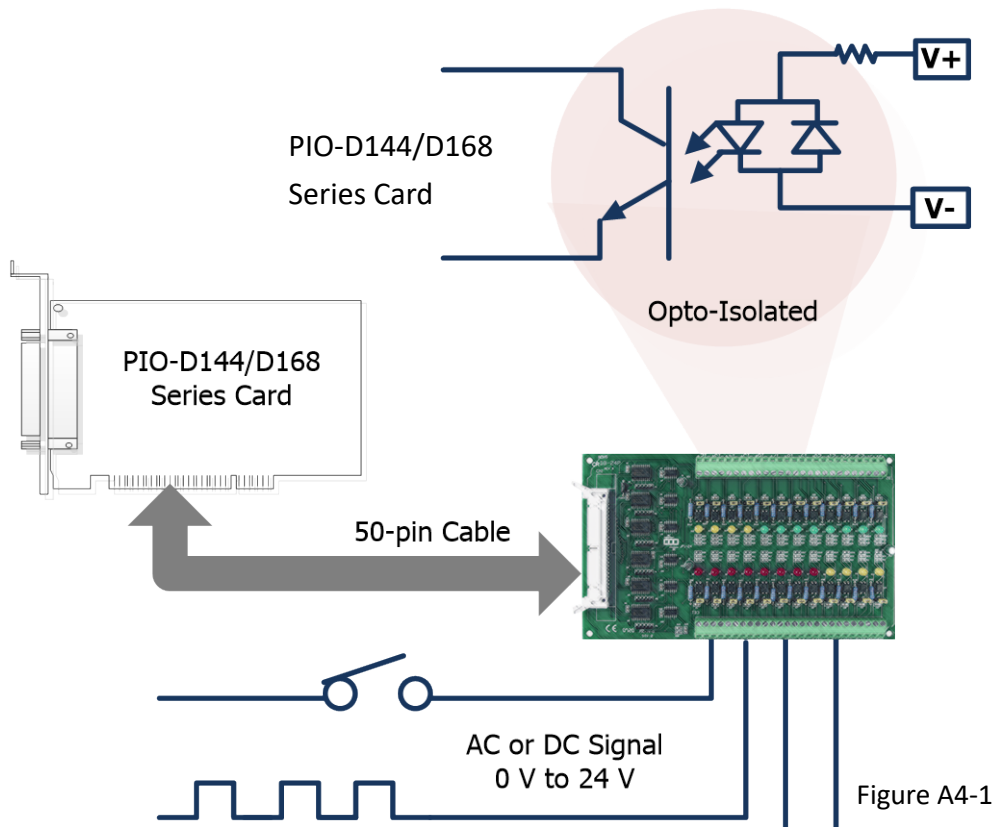 V+
PIO-D144/D168
Series Card
V-
Opto-Isolated
PIO-D144/D168
Series Card
50-pin Cable
AC or DC Signal
0 V to 24 V
Figure A4-1